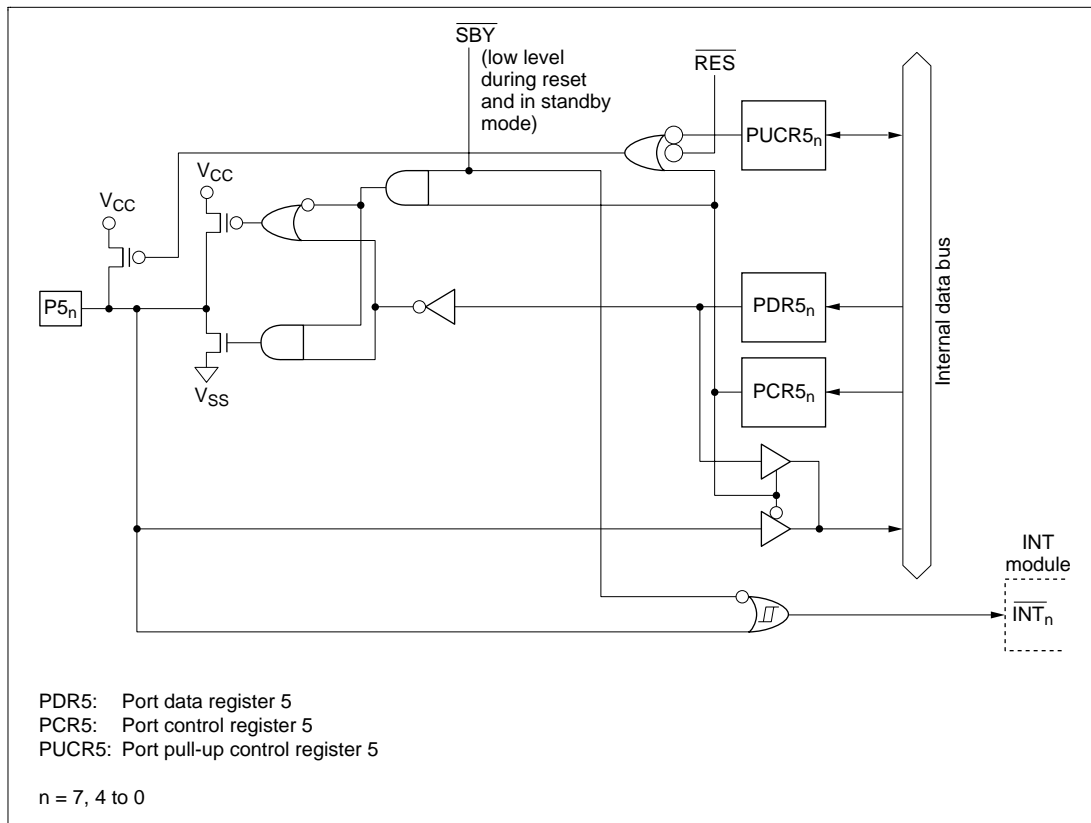 SBY
(low level
during reset
and in standby
mode)
RES
PUCR5n
VCC
VCC
P5n
PDR5n
VSS
PCR5n
Internal data bus
INT
module
INTn
PDR5: Port data register 5
PCR5: Port control register 5
PUCR5: Port pull-up control register 5
n = 7, 4 to 0